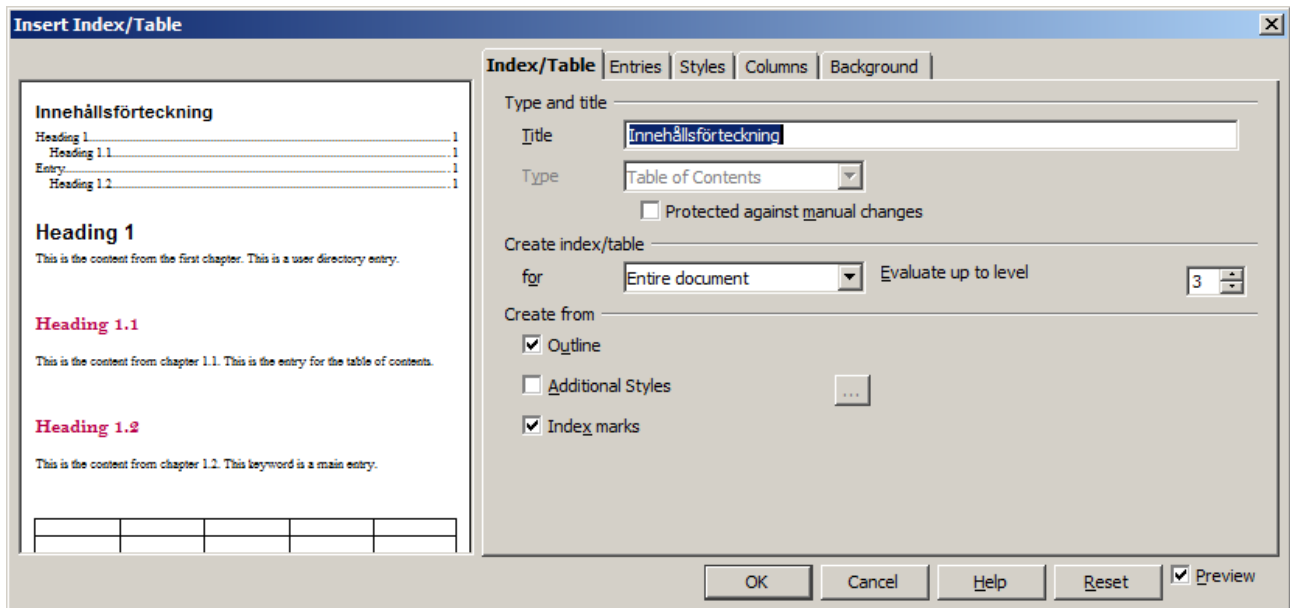 Insert Index/Table
Innehållsförteckning
Heading 1 1
Heading 1.1 1
Entry 1
Heading 1.2 1
Heading 1
This is the content from the first chapter. This is a user directory entry.
Heading 1.1
This is the content from chapter 1.1. This is the entry for the table of contents.
Heading 1.2
This is the content from chapter 1.2. This keyword is a main entry.
Index/Table Entries Styles Columns Background
Type and title
Title Innehållsförteckning
Type Table of Contents
Protected against manual changes
Create index/table
for Entire document Evaluate up to level 3
Create from
Outline
Additional Styles ...
Index marks
OK Cancel Help Reset Preview